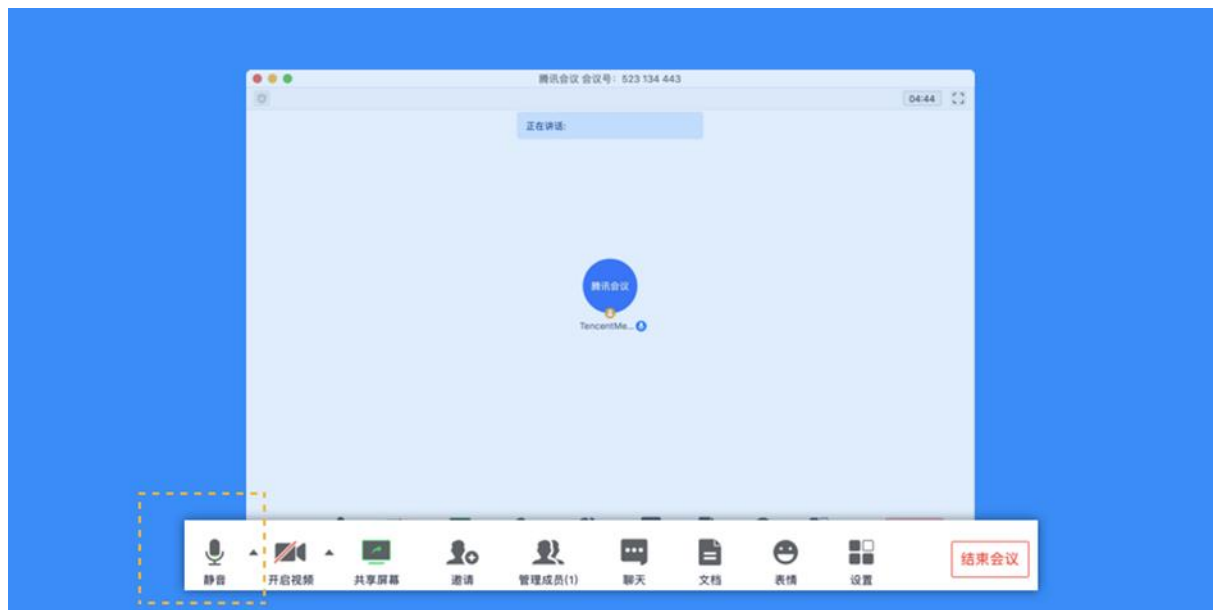 腾讯会议 会议号：523 134 443
04:44
正在讲话:
腾讯会议
TencentMe...
静音 开启视频 共享屏幕 邀请 管理成员(1) 聊天 文档 表情 设置 结束会议